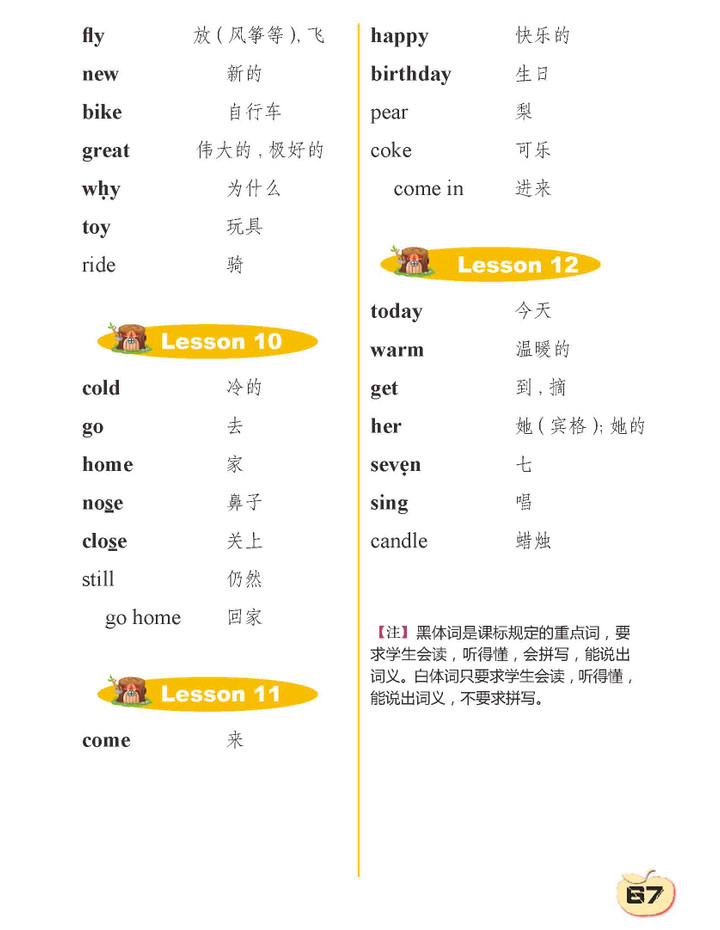 fly 放（风筝等），飞
new 新的
bike 自行车
great 伟大的，极好的
why 为什么
toy 玩具
ride 骑
Lesson 10
cold 冷的
go 去
home 家
nose 鼻子
close 关上
still 仍然
go home 回家
Lesson 11
come 来
happy 快乐的
birthday 生日
pear 梨
coke 可乐
come in 进来
Lesson 12
today 今天
warm 温暖的
get 到，摘
her 她（宾格）；她的
seven 七
sing 唱
candle 蜡烛
【注】黑体词是课标规定的重点词，要
求学生会读，听得懂，会拼写，能说出
词义。白体词只要求学生会读，听得懂，
能说出词义，不要求拼写。
67